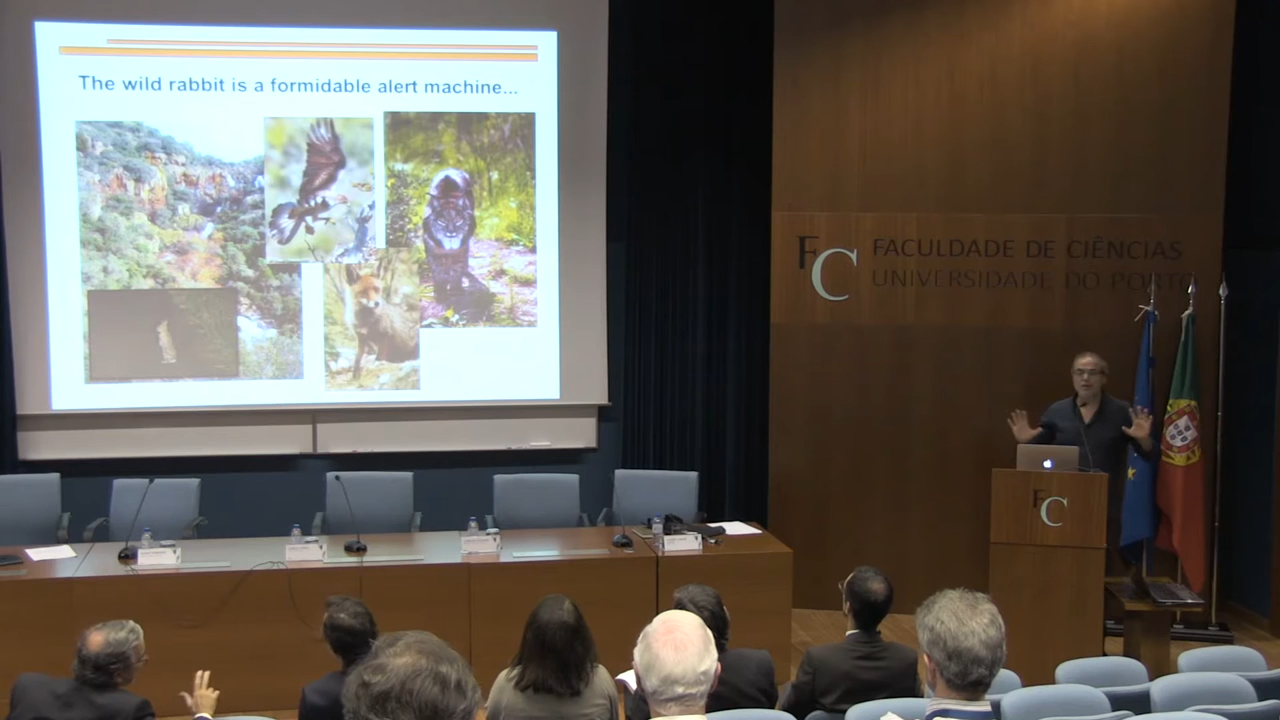 The wild rabbit is a formidable alert machine...
FC FACULDADE DE CIÊNCIAS
UNIVERSIDADE DO PORTO
FC